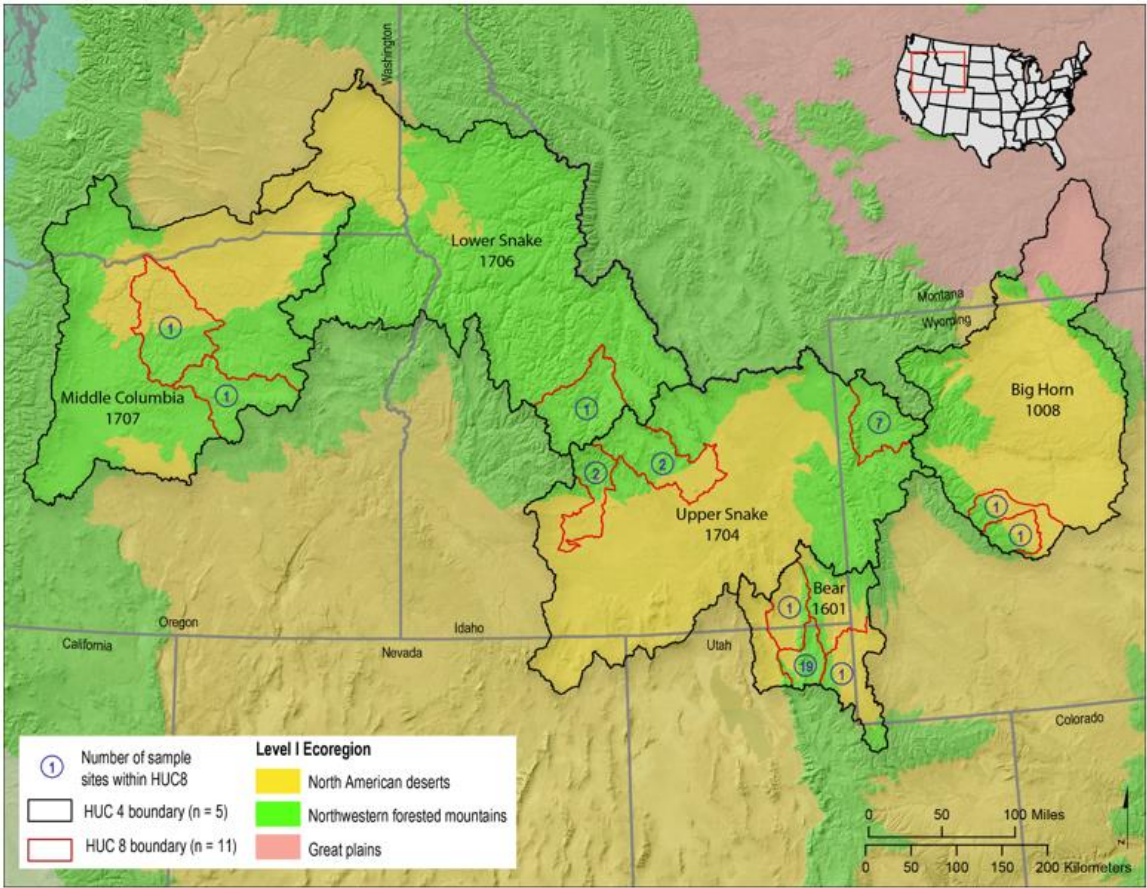 Washington
Lower Snake
1706
Montana
Wyoming
1
Middle Columbia
1707
1
Big Horn
1008
1
7
2
2
Upper Snake
1704
1
1
Bear
1601
1
Oregon
Idaho
California
Nevada
Utah
19
1
Colorado
1
Number of sample
sites within HUC8
HUC 4 boundary (n = 5)
HUC 8 boundary (n = 11)
Level I Ecoregion
North American deserts
Northwestern forested mountains
Great plains
0 50 100 Miles
0 50 100 150 200 Kilometers
N